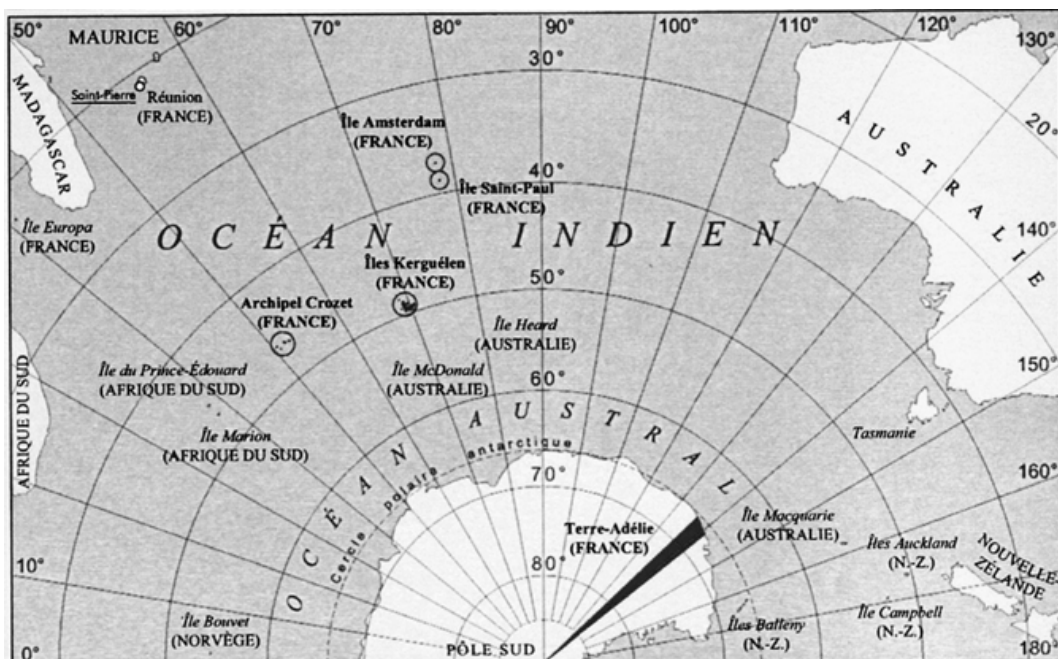 50°
60°
70°
80°
90°
100°
110°
120°
130°
MAURICE
Saint-Pierre
Réunion
(FRANCE)
MADAGASCAR
30°
Île Amsterdam
(FRANCE)
AUSTRALIE
20°
40°
Île Saint-Paul
(FRANCE)
Île Europa
(FRANCE)
OCÉAN INDIEN
140°
Îles Kerguélen
(FRANCE)
50°
Archipel Crozet
(FRANCE)
Île Heard
(AUSTRALIE)
150°
Île du Prince-Édouard
(AFRIQUE DU SUD)
Île McDonald
(AUSTRALIE)
60°
AFRIQUE DU SUD
Île Marion
(AFRIQUE DU SUD)
OCÉAN AUSTRAL
Cercle polaire antarctique
Tasmanie
70°
160°
Terre-Adélie
(FRANCE)
Île Macquarie
(AUSTRALIE)
Îles Auckland
(N.-Z.)
NOUVELLE-
ZÉLANDE
80°
10°
Île Bouvet
(NORVÈGE)
Îles Balleny
(N.-Z.)
Île Campbell
(N.-Z.)
0°
PÔLE SUD
180°